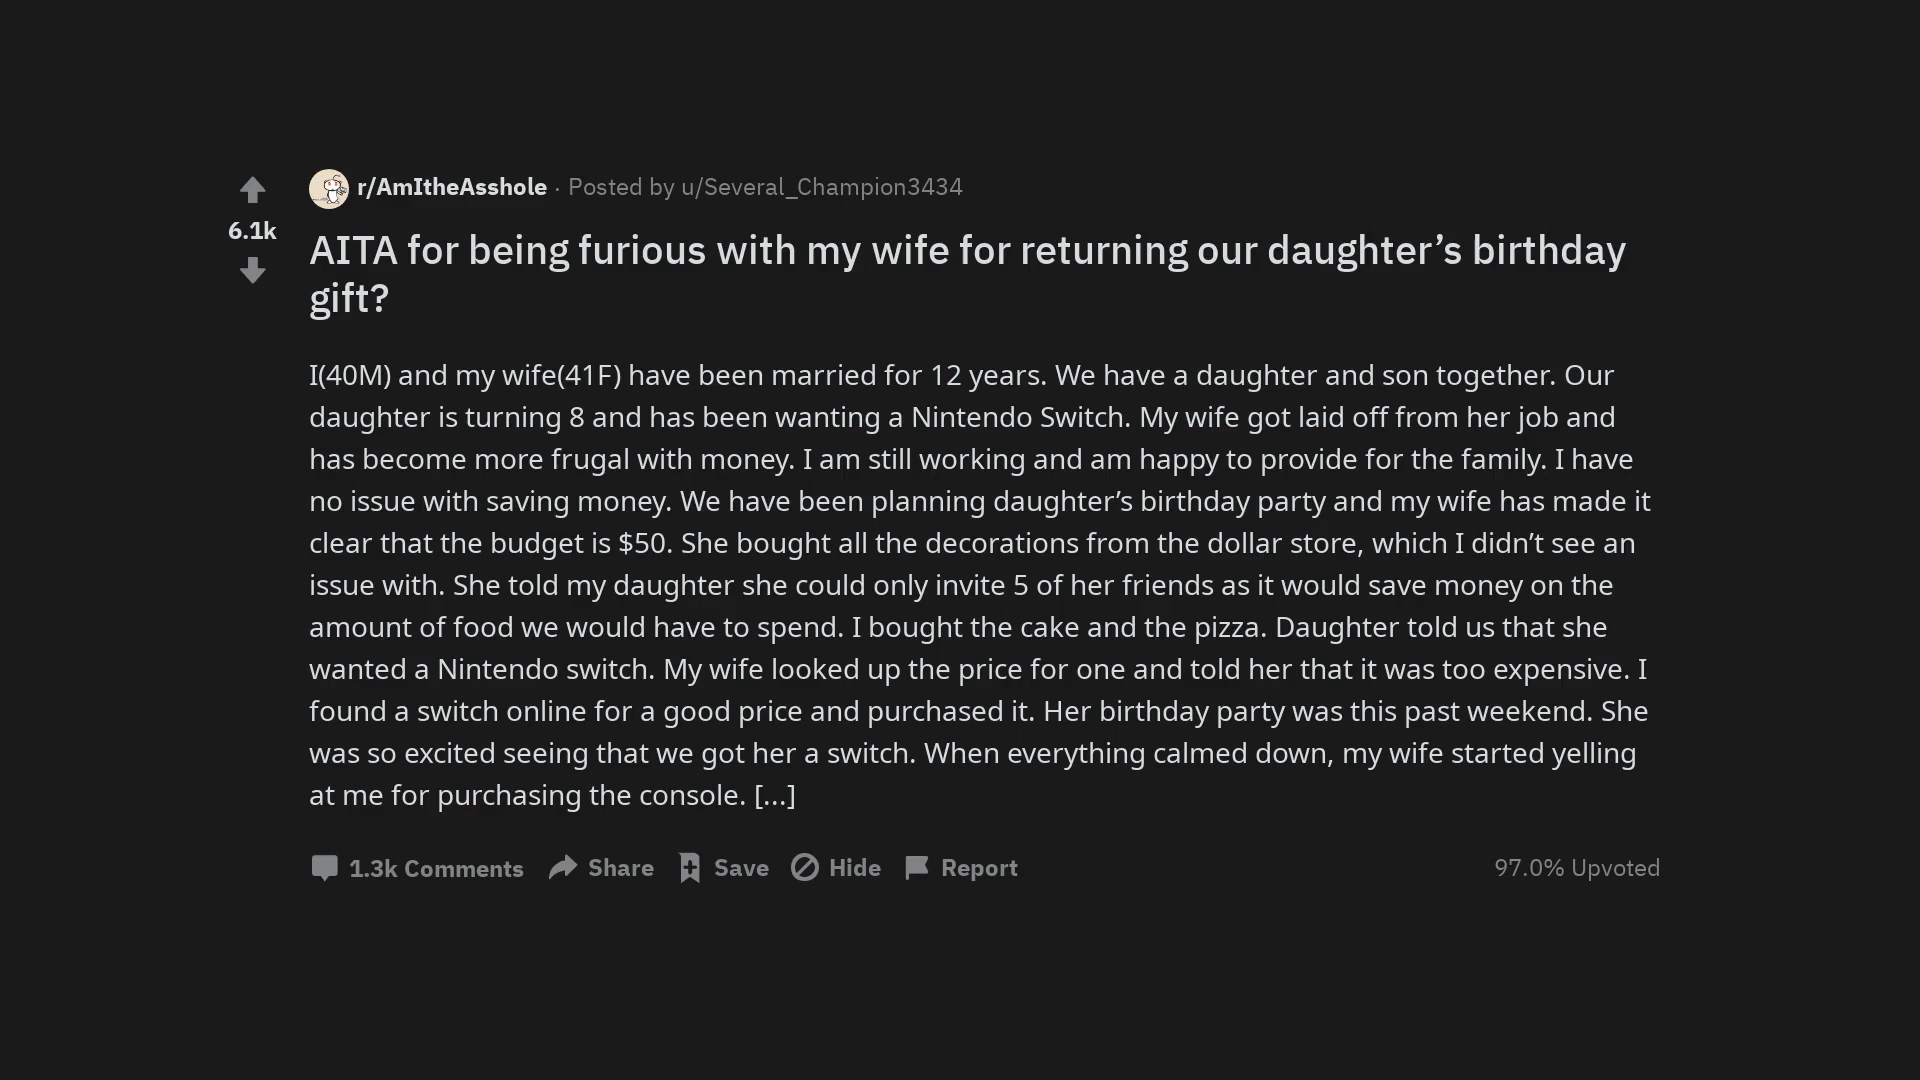 r/AmItheAsshole · Posted by u/Several_Champion3434
6.1k
AITA for being furious with my wife for returning our daughter’s birthday
gift?
I(40M) and my wife(41F) have been married for 12 years. We have a daughter and son together. Our
daughter is turning 8 and has been wanting a Nintendo Switch. My wife got laid off from her job and
has become more frugal with money. I am still working and am happy to provide for the family. I have
no issue with saving money. We have been planning daughter’s birthday party and my wife has made it
clear that the budget is $50. She bought all the decorations from the dollar store, which I didn’t see an
issue with. She told my daughter she could only invite 5 of her friends as it would save money on the
amount of food we would have to spend. I bought the cake and the pizza. Daughter told us that she
wanted a Nintendo switch. My wife looked up the price for one and told her that it was too expensive. I
found a switch online for a good price and purchased it. Her birthday party was this past weekend. She
was so excited seeing that we got her a switch. When everything calmed down, my wife started yelling
at me for purchasing the console. [...]
1.3k Comments Share Save Hide Report 97.0% Upvoted